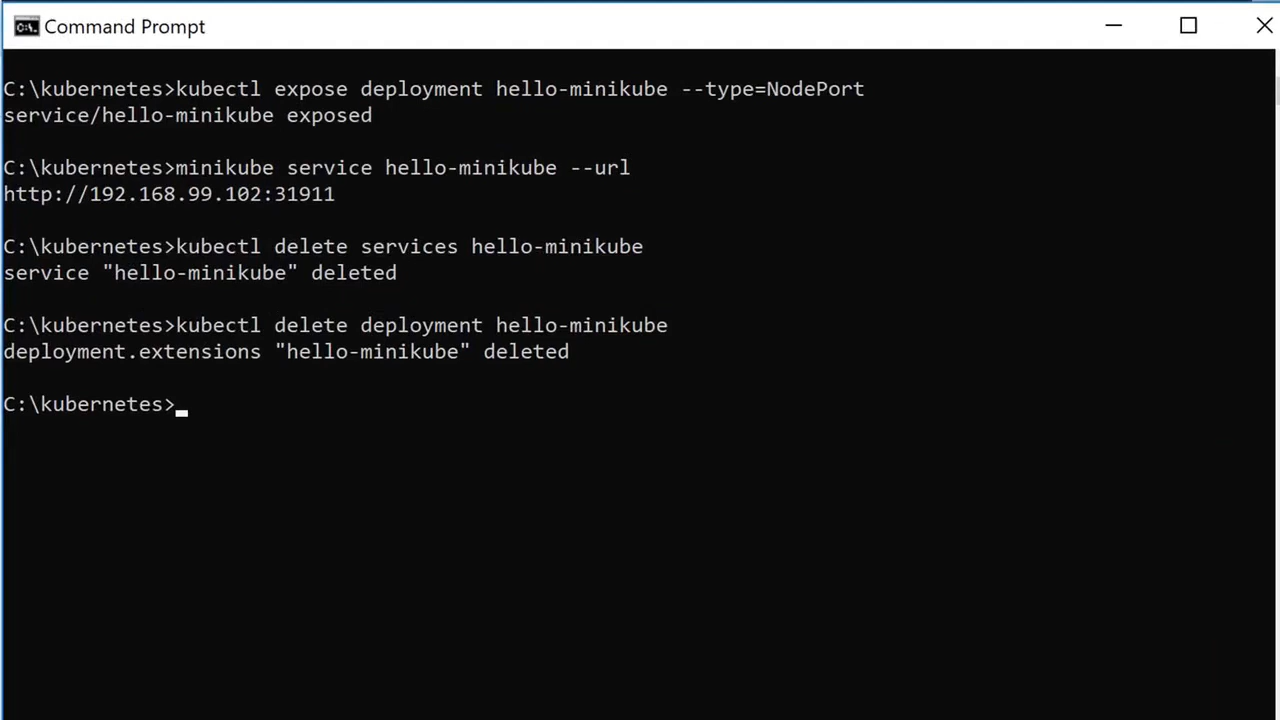 Command Prompt
C:\kubernetes>kubectl expose deployment hello-minikube --type=NodePort
service/hello-minikube exposed
C:\kubernetes>minikube service hello-minikube --url
http://192.168.99.102:31911
C:\kubernetes>kubectl delete services hello-minikube
service "hello-minikube" deleted
C:\kubernetes>kubectl delete deployment hello-minikube
deployment.extensions "hello-minikube" deleted
C:\kubernetes>